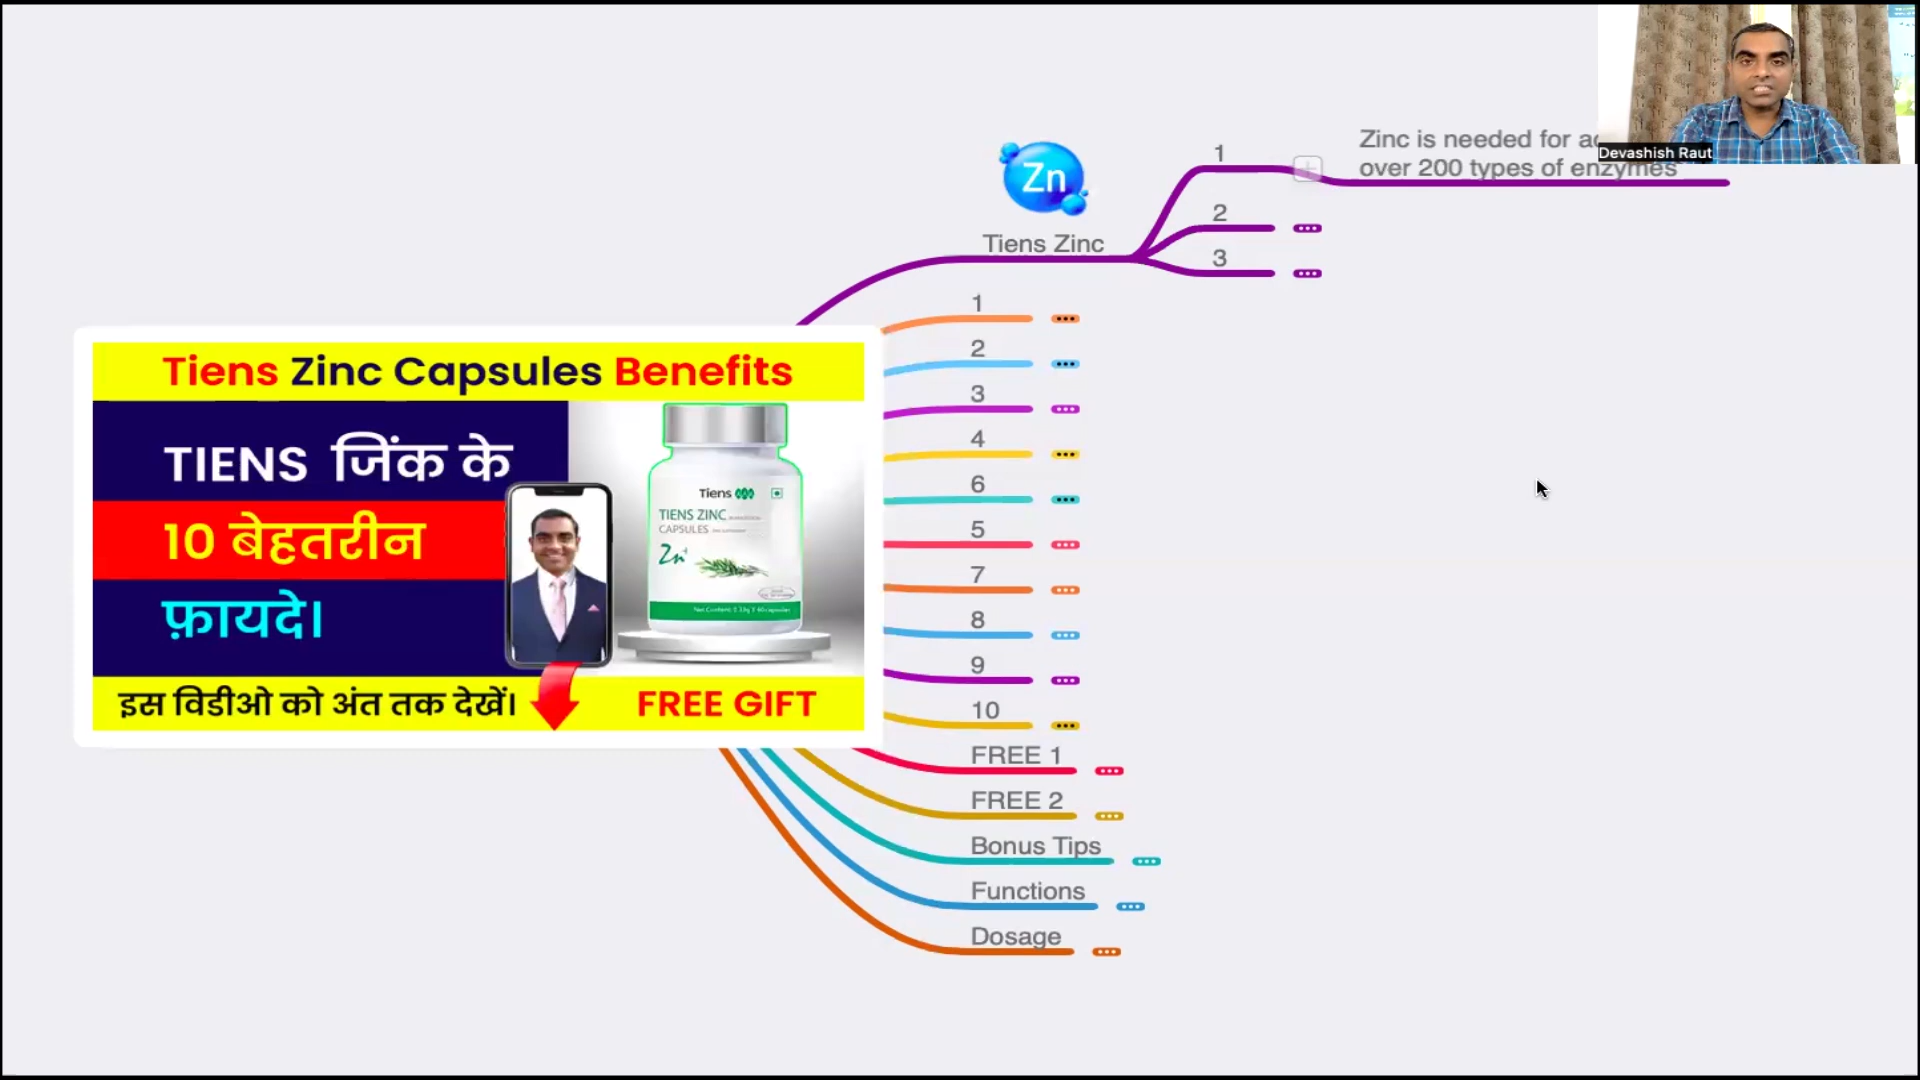 Devashish Raut
Zn
Tiens Zinc
1
Zinc is needed for
over 200 types of enzymes
2
3
Tiens Zinc Capsules Benefits
TIENS जिंक के
10 बेहतरीन
फ़ायदे।
इस विडीओ को अंत तक देखें।
FREE GIFT
Tiens
TIENS ZINC
CAPSULES
Zn
1
2
3
4
6
5
7
8
9
10
FREE 1
FREE 2
Bonus Tips
Functions
Dosage